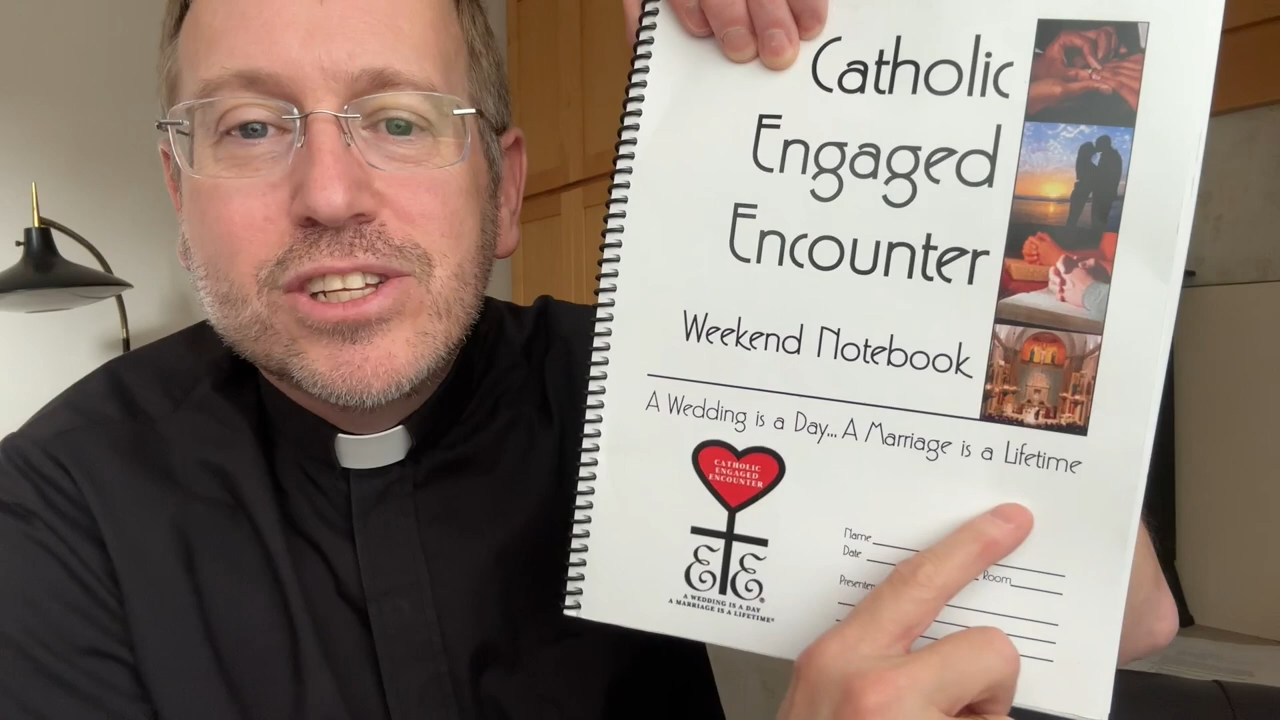 Catholic
Engaged
Encounter
Weekend Notebook
A Wedding is a Day... A Marriage is a Lifetime
CATHOLIC
ENGAGED
ENCOUNTER
E E
A WEDDING IS A DAY
A MARRIAGE IS A LIFETIME®
Name
Date
Room
Presenter